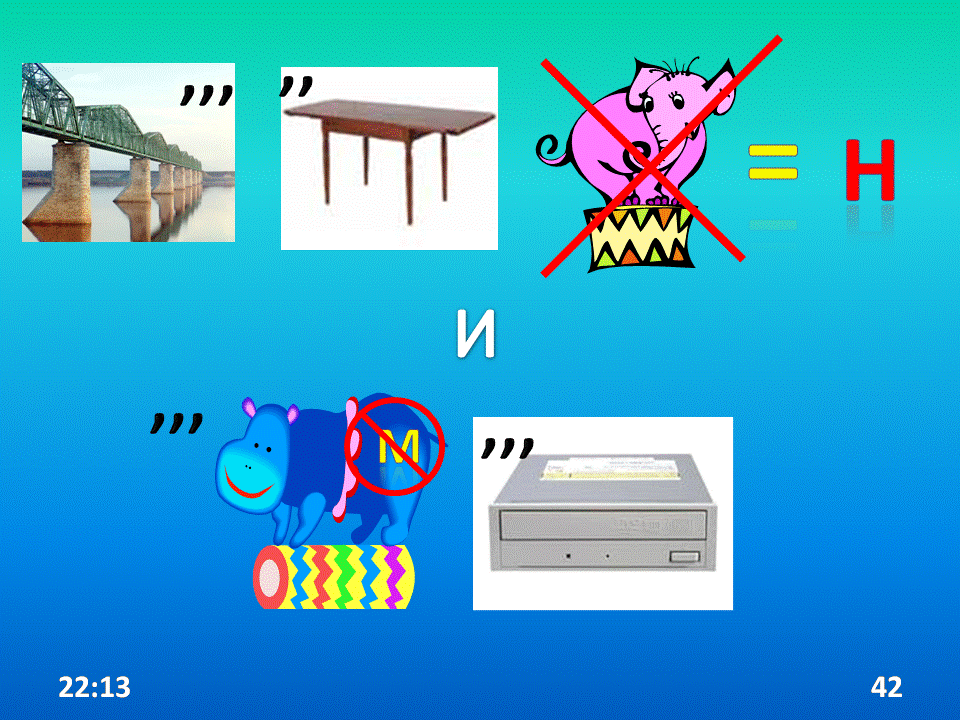 ,,, ,, = Н
И
,,, М ,,,
22:13 42